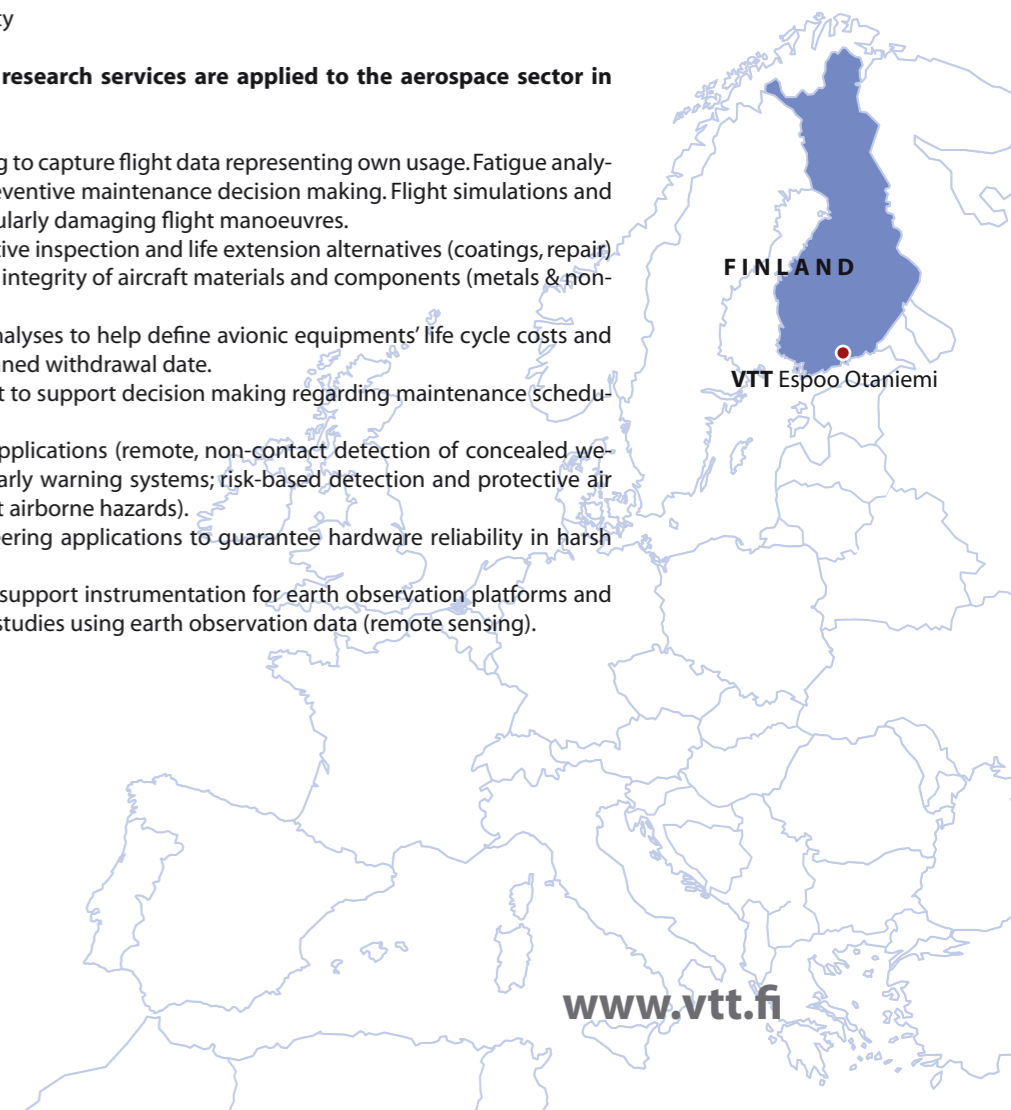 ty
research services are applied to the aerospace sector in
g to capture flight data representing own usage. Fatigue analy-
eventive maintenance decision making. Flight simulations and
ularly damaging flight manoeuvres.
tive inspection and life extension alternatives (coatings, repair)
integrity of aircraft materials and components (metals & non-
nalyses to help define avionic equipments' life cycle costs and
nned withdrawal date.
t to support decision making regarding maintenance schedu-
pplications (remote, non-contact detection of concealed we-
arly warning systems; risk-based detection and protective air
t airborne hazards).
eering applications to guarantee hardware reliability in harsh
support instrumentation for earth observation platforms and
studies using earth observation data (remote sensing).
FINLAND
VTT Espoo Otaniemi
www.vtt.fi